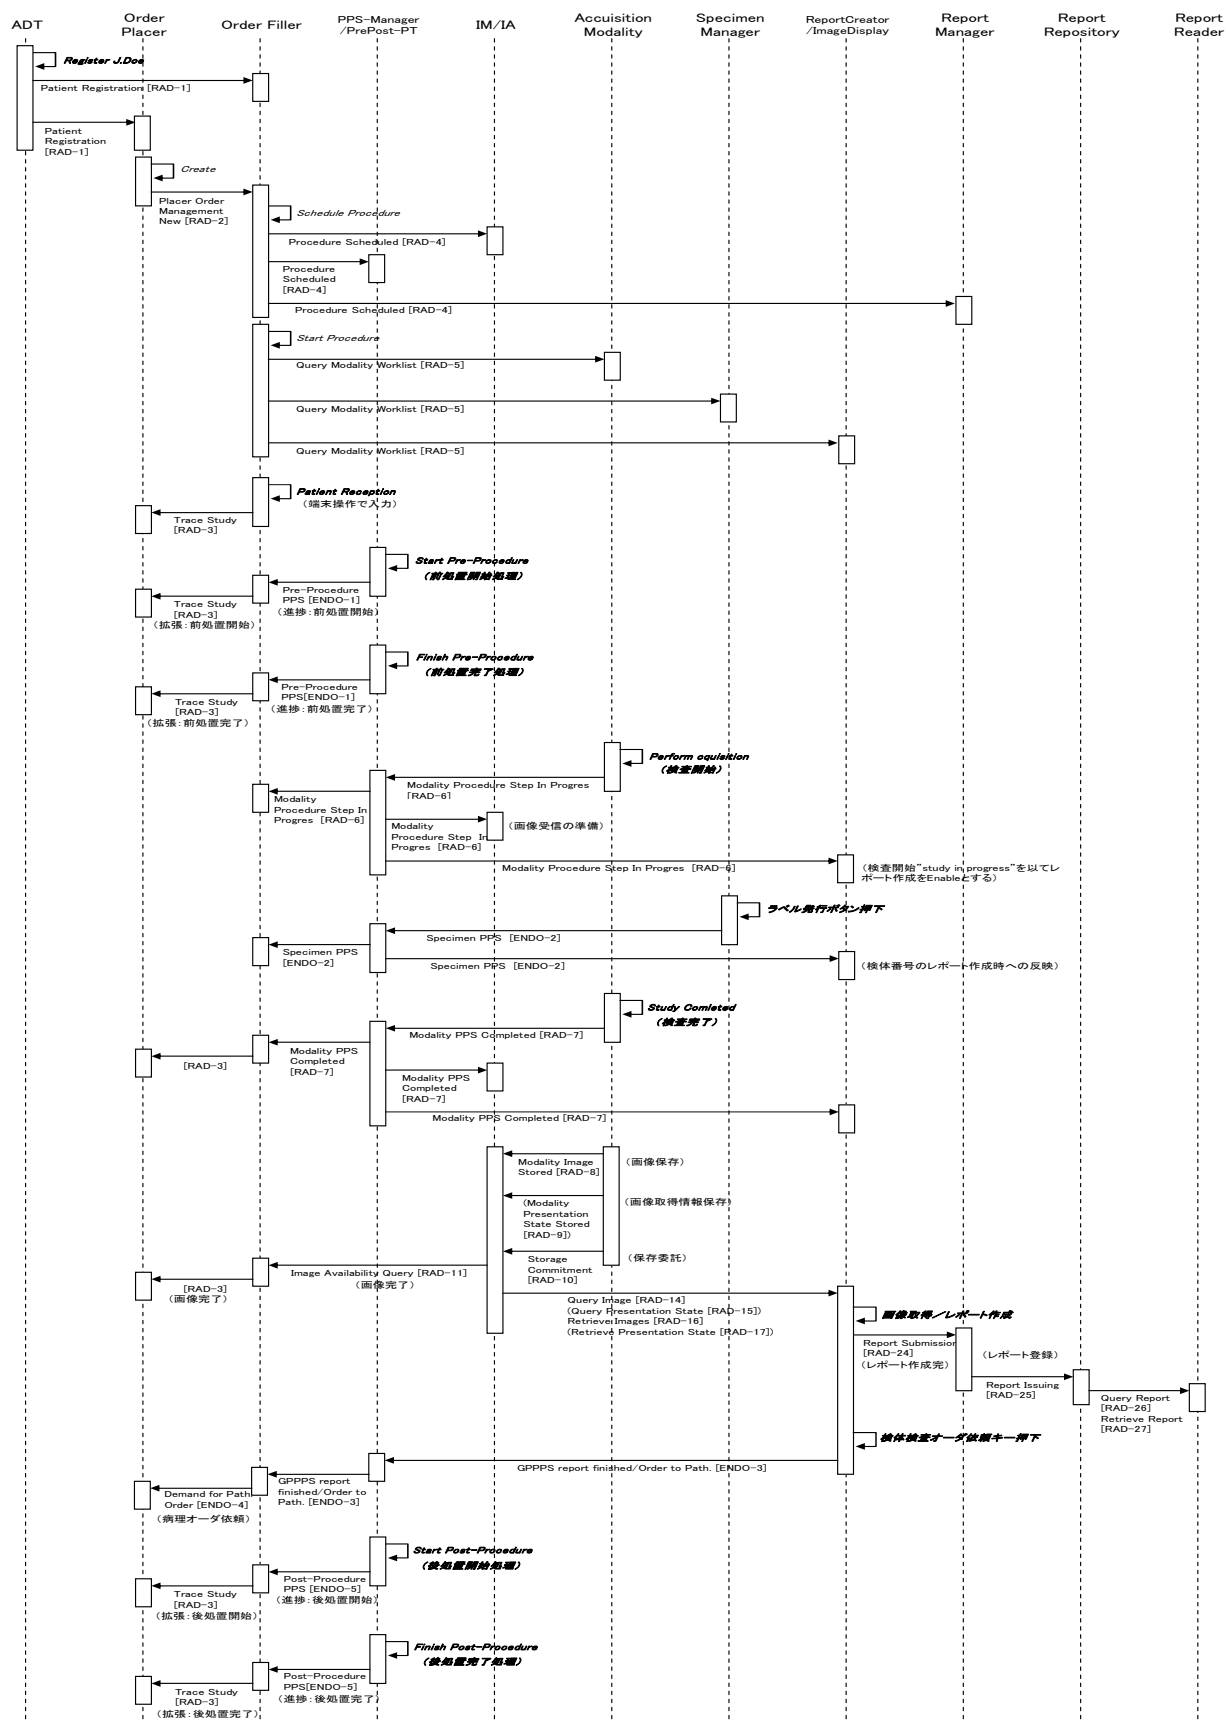 ADT
Order
Placer
Order Filler
PPS-Manager
/PrePost-PT
IM/IA
Accuisition
Modality
Specimen
Manager
ReportCreator
/ImageDisplay
Report
Manager
Report
Repository
Report
Reader
Register J.Doe
Patient Registration [RAD-1]
Patient
Registration
[RAD-1]
Create
Placer Order
Management
New [RAD-2]
Schedule Procedure
Procedure Scheduled [RAD-4]
Procedure
Scheduled
[RAD-4]
Procedure Scheduled [RAD-4]
Start Procedure
Query Modality Worklist [RAD-5]
Query Modality Worklist [RAD-5]
Query Modality Worklist [RAD-5]
Patient Reception
(端末操作で入力)
Trace Study
[RAD-3]
Start Pre-Procedure
(前処置開始処理)
Pre-Procedure
PPS [ENDO-1]
(進捗:前処置開始)
Trace Study
[RAD-3]
(拡張:前処置開始)
Finish Pre-Procedure
(前処置完了処理)
Pre-Procedure
PPS[ENDO-1]
(進捗:前処置完了)
Trace Study
[RAD-3]
(拡張:前処置完了)
Perform cquisition
(検査開始)
Modality Procedure Step In Progres
[RAD-6]
Modality
Procedure Step In
Progres [RAD-6]
Modality
Procedure Step In
Progres [RAD-6]
(画像受信の準備)
Modality Procedure Step In Progres [RAD-6]
(検査開始"study in progress"を以てレ
ポート作成をEnableとする)
ラベル発行ボタン押下
Specimen PPS [ENDO-2]
Specimen PPS
[ENDO-2]
Specimen PPS [ENDO-2]
(検体番号のレポート作成時への反映)
Study Comleted
(検査完了)
Modality PPS Completed [RAD-7]
Modality PPS
Completed
[RAD-7]
[RAD-3]
Modality PPS
Completed
[RAD-7]
Modality PPS Completed [RAD-7]
Modality Image
Stored [RAD-8]
(画像保存)
(Modality
Presentation
State Stored
[RAD-9])
(画像取得情報保存)
Storage
Commitment
[RAD-10]
(保存委託)
Image Availability Query [RAD-11]
(画像完了)
[RAD-3]
(画像完了)
Query Image [RAD-14]
(Query Presentation State [RAD-15])
Retrieve Images [RAD-16]
(Retrieve Presentation State [RAD-17])
画像取得/レポート作成
Report Submission
[RAD-24]
(レポート作成完)
(レポート登録)
Report Issuing
[RAD-25]
Query Report
[RAD-26]
Retrieve Report
[RAD-27]
検体検査オーダ依頼キー押下
GPPPS report finished/Order to Path. [ENDO-3]
GPPPS report
finished/Order to
Path. [ENDO-3]
Demand for Path.
Order [ENDO-4]
(病理オーダ依頼)
Start Post-Procedure
(後処置開始処理)
Post-Procedure
PPS [ENDO-5]
(進捗:後処置開始)
Trace Study
[RAD-3]
(拡張:後処置開始)
Finish Post-Procedure
(後処置完了処理)
Post-Procedure
PPS[ENDO-5]
(進捗:後処置完了)
Trace Study
[RAD-3]
(拡張:後処置完了)